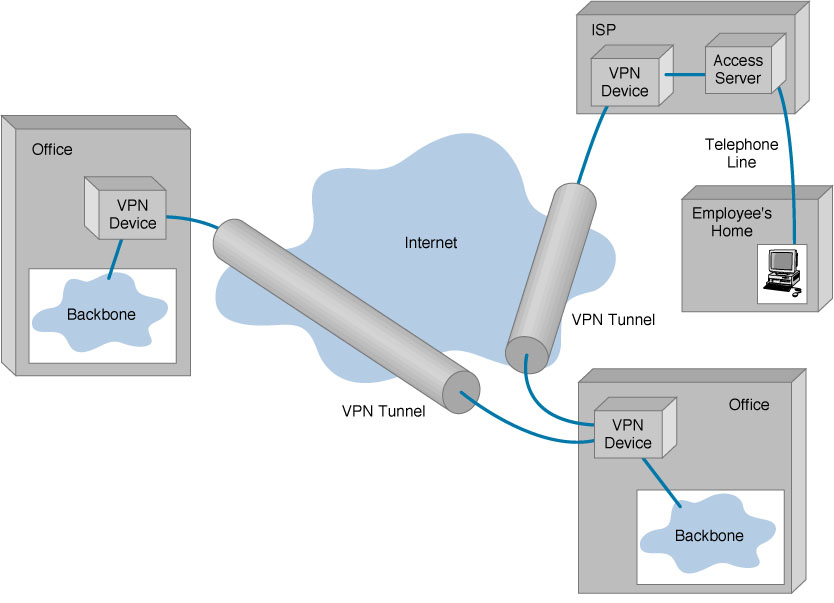 ISP
VPN
Device
Access
Server
Telephone
Line
Employee's
Home
Office
VPN
Device
Backbone
Internet
VPN Tunnel
VPN Tunnel
Office
VPN
Device
Backbone